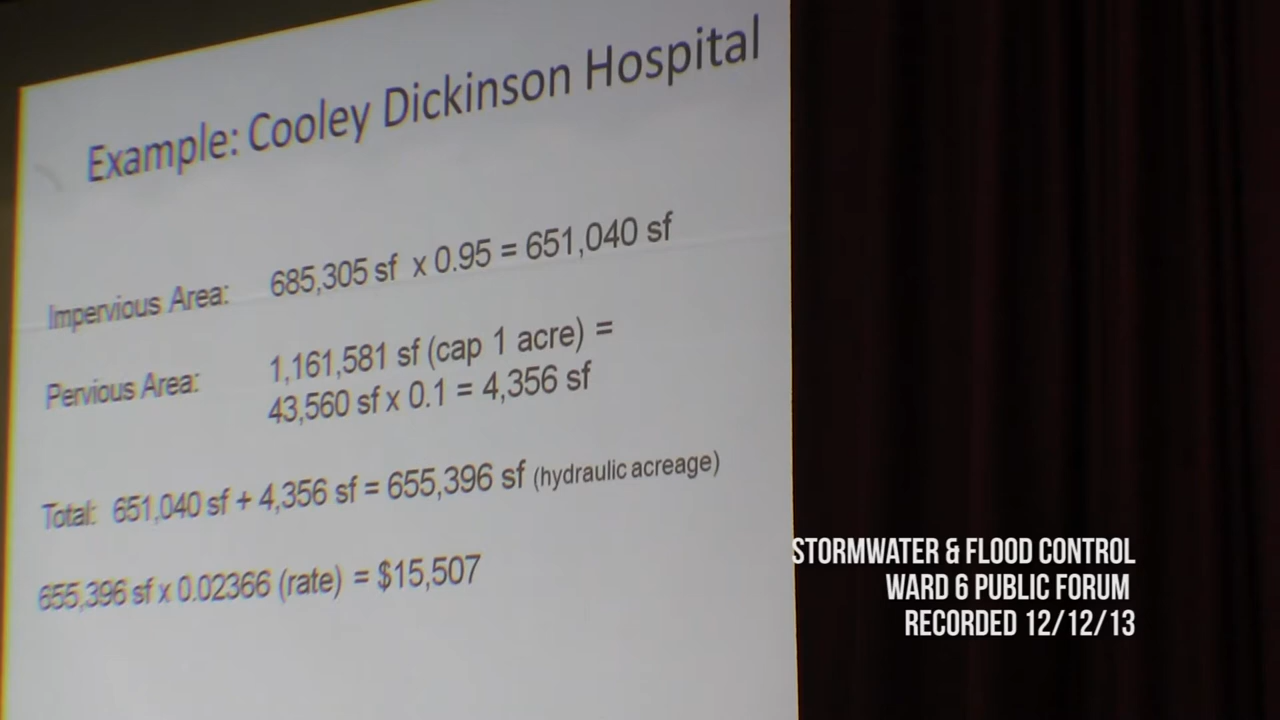 Example: Cooley Dickinson Hospital
Impervious Area: 685,305 sf x 0.95 = 651,040 sf
Pervious Area: 1,161,581 sf (cap 1 acre) =
43,560 sf x 0.1 = 4,356 sf
Total: 651,040 sf + 4,356 sf = 655,396 sf (hydraulic acreage)
655,396 sf x 0.02366 (rate) = $15,507
STORMWATER & FLOOD CONTROL
WARD 6 PUBLIC FORUM
RECORDED 12/12/13